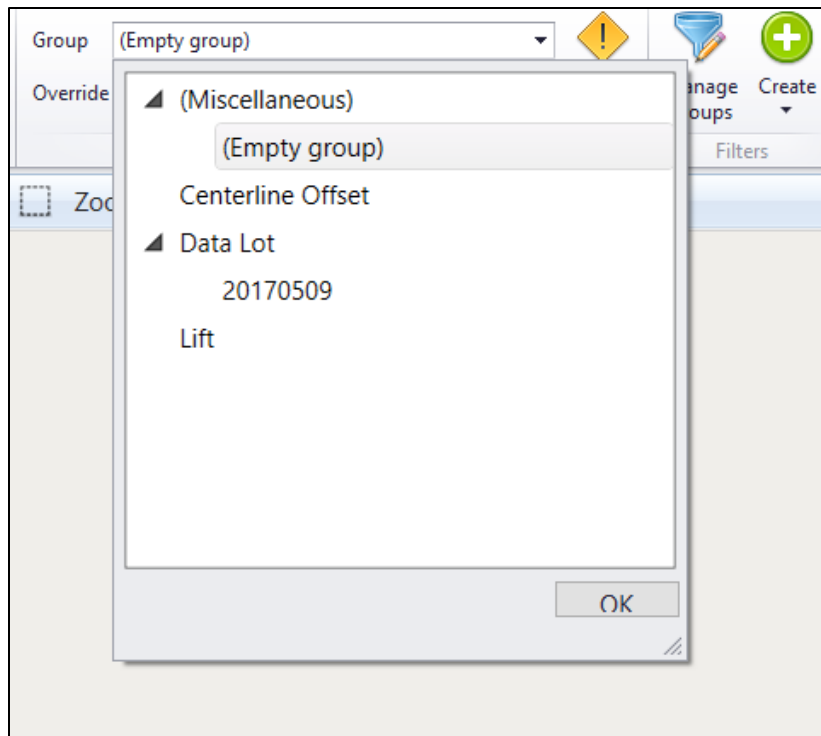 Group (Empty group)
Override
anage
oups
Create
Filters
Zoo
(Miscellaneous)
(Empty group)
Centerline Offset
Data Lot
20170509
Lift
OK